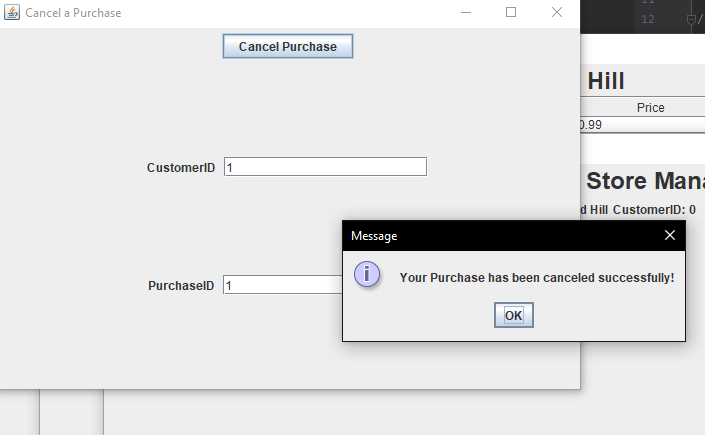 Cancel a Purchase
11
12
Cancel Purchase
Hill
Price
0.99
CustomerID 1
Store Mana
d Hill CustomerID: 0
Message
Your Purchase has been canceled successfully!
PurchaseID 1
OK